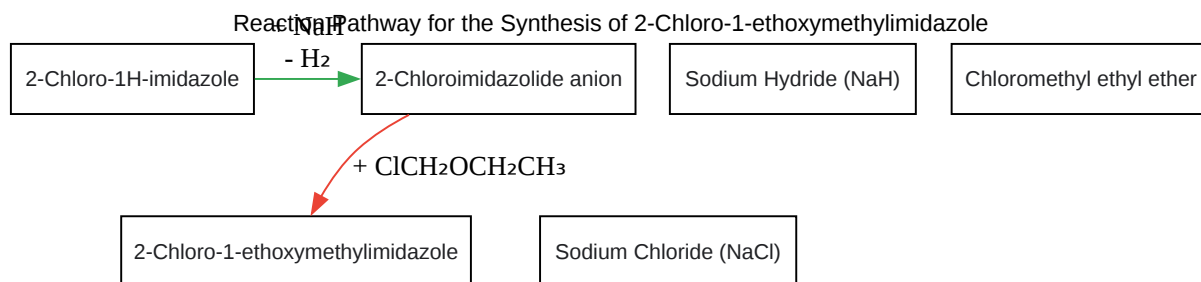 Reaction Pathway for the Synthesis of 2-Chloro-1-ethoxymethylimidazole
+ NaH
- H₂
2-Chloro-1H-imidazole
2-Chloroimidazolide anion
Sodium Hydride (NaH)
Chloromethyl ethyl ether
+ ClCH₂OCH₂CH₃
2-Chloro-1-ethoxymethylimidazole
Sodium Chloride (NaCl)